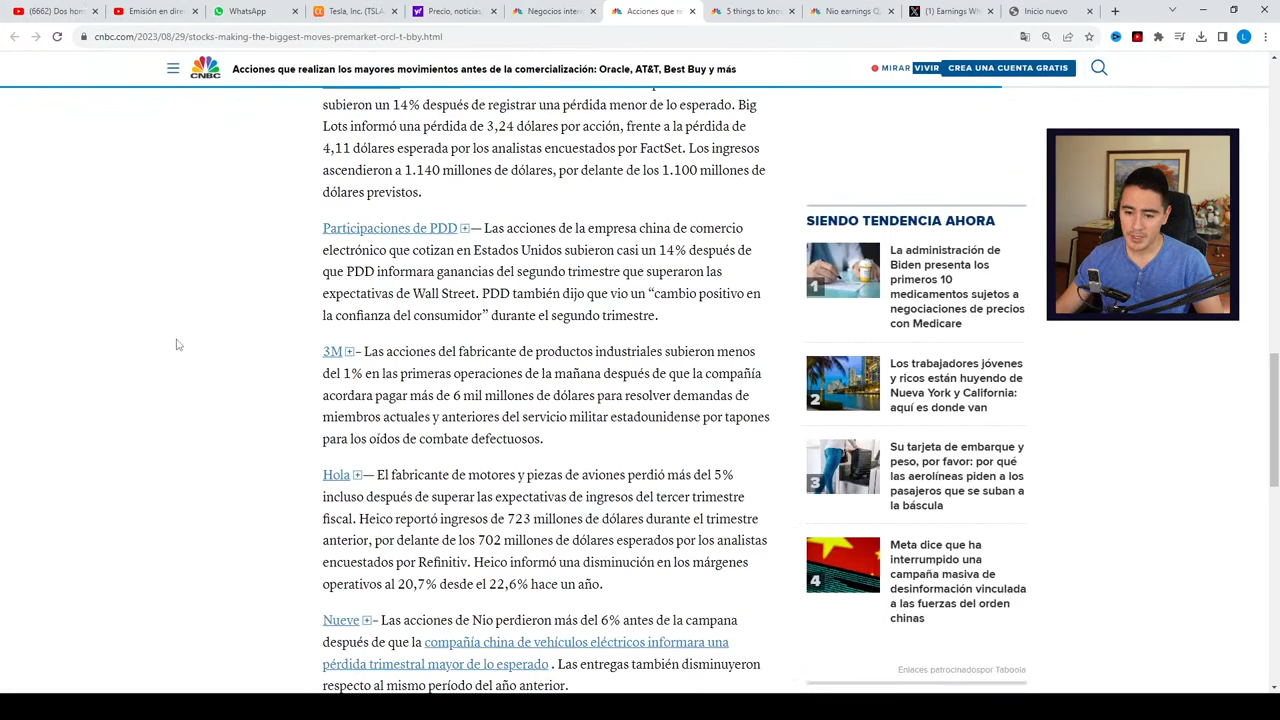 (6662) Dos to
Emisión en direc
WhatsApp
Tesla, Inc. (TSLA
Precio, noticias
Negocios intern
Acciones que re
5 things to know
Nio earnings Q
(1) Earnings Wh
Inicio nuevo
cnbc.com/2023/08/29/stocks-making-the-biggest-moves-premarket-orcl-t-bby.html
CNBC
Acciones que realizan los mayores movimientos antes de la comercialización: Oracle, AT&T, Best Buy y más
MIRAR VIVIR
CREA UNA CUENTA GRATIS
subieron un 14% después de registrar una pérdida menor de lo esperado. Big
Lots informó una pérdida de 3,24 dólares por acción, frente a la pérdida de
4,11 dólares esperada por los analistas encuestados por FactSet. Los ingresos
ascendieron a 1.140 millones de dólares, por delante de los 1.100 millones de
dólares previstos.
Participaciones de PDD — Las acciones de la empresa china de comercio
electrónico que cotizan en Estados Unidos subieron casi un 14% después de
que PDD informara ganancias del segundo trimestre que superaron las
expectativas de Wall Street. PDD también dijo que vio un “cambio positivo en
la confianza del consumidor” durante el segundo trimestre.
3M – Las acciones del fabricante de productos industriales subieron menos
del 1% en las primeras operaciones de la mañana después de que la compañía
acordara pagar más de 6 mil millones de dólares para resolver demandas de
miembros actuales y anteriores del servicio militar estadounidense por tapones
para los oídos de combate defectuosos.
Hola — El fabricante de motores y piezas de aviones perdió más del 5%
incluso después de superar las expectativas de ingresos del tercer trimestre
fiscal. Heico reportó ingresos de 723 millones de dólares durante el trimestre
anterior, por delante de los 702 millones de dólares esperados por los analistas
encuestados por Refinitiv. Heico informó una disminución en los márgenes
operativos al 20,7% desde el 22,6% hace un año.
Nueve – Las acciones de Nio perdieron más del 6% antes de la campana
después de que la compañía china de vehículos eléctricos informara una
pérdida trimestral mayor de lo esperado . Las entregas también disminuyeron
respecto al mismo período del año anterior.
SIENDO TENDENCIA AHORA
1
La administración de
Biden presenta los
primeros 10
medicamentos sujetos a
negociaciones de precios
con Medicare
2
Los trabajadores jóvenes
y ricos están huyendo de
Nueva York y California:
aquí es donde van
3
Su tarjeta de embarque y
peso, por favor: por qué
las aerolíneas piden a los
pasajeros que se suban a
la báscula
4
Meta dice que ha
interrumpido una
campaña masiva de
desinformación vinculada
a las fuerzas del orden
chinas
Enlaces patrocinadospor Taboola